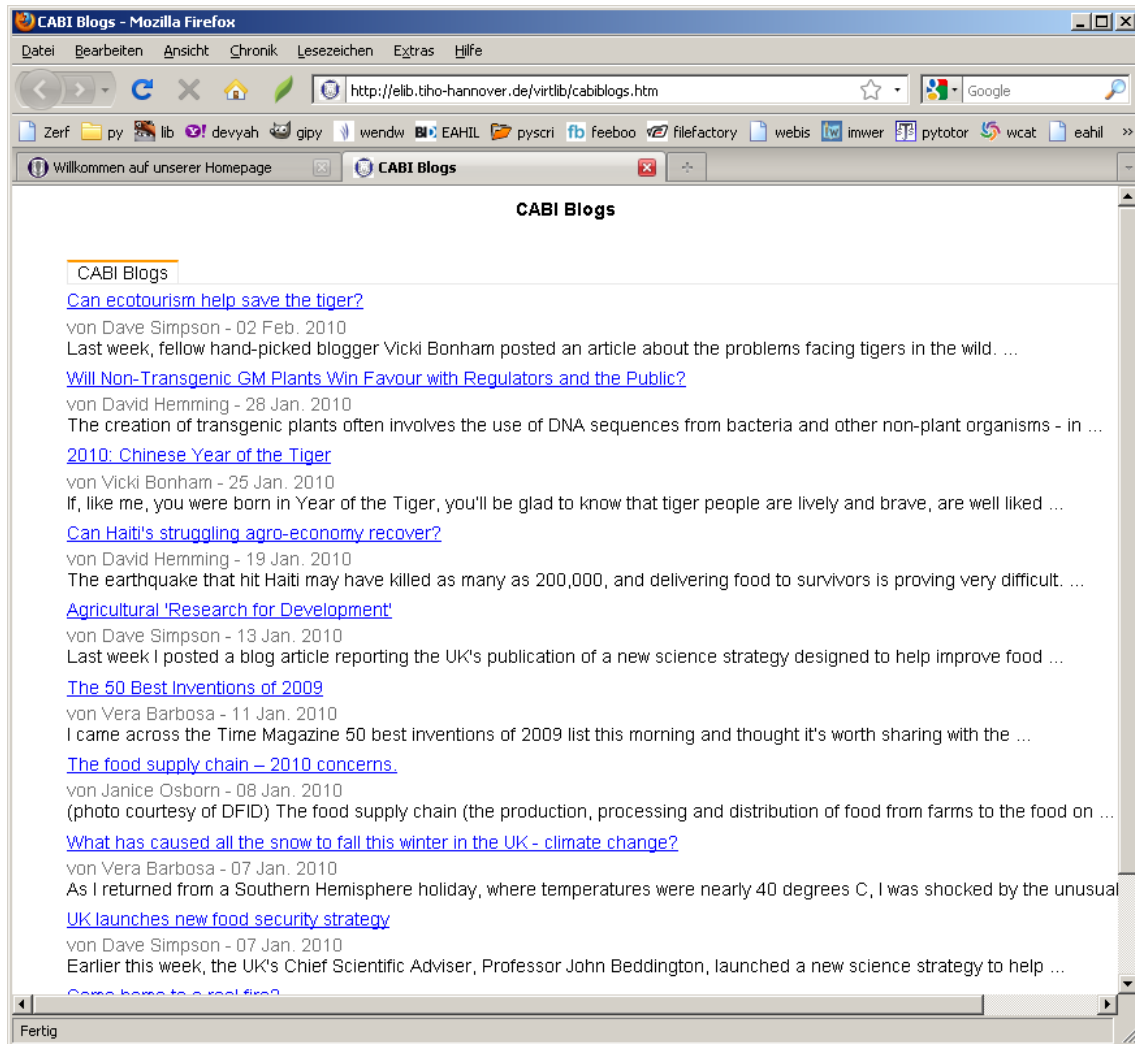 CABI Blogs - Mozilla Firefox
Datei Bearbeiten Ansicht Chronik Lesezeichen Extras Hilfe
http://elib.tiho-hannover.de/virtlib/cabiblogs.htm Google
Zerf py lib devyah gipy wendw EAHIL pyscri feeboo filefactory webis imwer pytotor wcat eahil »
Willkommen auf unserer Homepage CABI Blogs
CABI Blogs
CABI Blogs
Can ecotourism help save the tiger?
von Dave Simpson - 02 Feb. 2010
Last week, fellow hand-picked blogger Vicki Bonham posted an article about the problems facing tigers in the wild. ...
Will Non-Transgenic GM Plants Win Favour with Regulators and the Public?
von David Hemming - 28 Jan. 2010
The creation of transgenic plants often involves the use of DNA sequences from bacteria and other non-plant organisms - in ...
2010: Chinese Year of the Tiger
von Vicki Bonham - 25 Jan. 2010
If, like me, you were born in Year of the Tiger, you'll be glad to know that tiger people are lively and brave, are well liked ...
Can Haiti's struggling agro-economy recover?
von David Hemming - 19 Jan. 2010
The earthquake that hit Haiti may have killed as many as 200,000, and delivering food to survivors is proving very difficult. ...
Agricultural 'Research for Development'
von Dave Simpson - 13 Jan. 2010
Last week I posted a blog article reporting the UK's publication of a new science strategy designed to help improve food ...
The 50 Best Inventions of 2009
von Vera Barbosa - 11 Jan. 2010
I came across the Time Magazine 50 best inventions of 2009 list this morning and thought it's worth sharing with the ...
The food supply chain – 2010 concerns.
von Janice Osborn - 08 Jan. 2010
(photo courtesy of DFID) The food supply chain (the production, processing and distribution of food from farms to the food on ...
What has caused all the snow to fall this winter in the UK - climate change?
von Vera Barbosa - 07 Jan. 2010
As I returned from a Southern Hemisphere holiday, where temperatures were nearly 40 degrees C, I was shocked by the unusual
UK launches new food security strategy
von Dave Simpson - 07 Jan. 2010
Earlier this week, the UK's Chief Scientific Adviser, Professor John Beddington, launched a new science strategy to help ...
Fertig